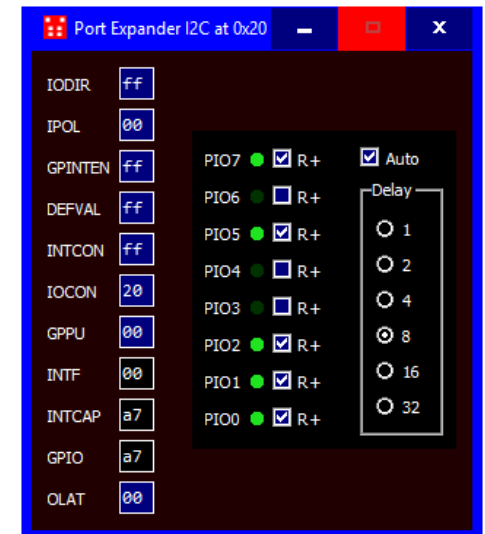 Port Expander I2C at 0x20
IODIR ff
IPOL 00
GPINTEN ff
DEFVAL ff
INTCON ff
IOCON 20
GPPU 00
INTF 00
INTCAP a7
GPIO a7
OLAT 00
PIO7 R+
PIO6 R+
PIO5 R+
PIO4 R+
PIO3 R+
PIO2 R+
PIO1 R+
PIO0 R+
Auto
Delay
1
2
4
8
16
32